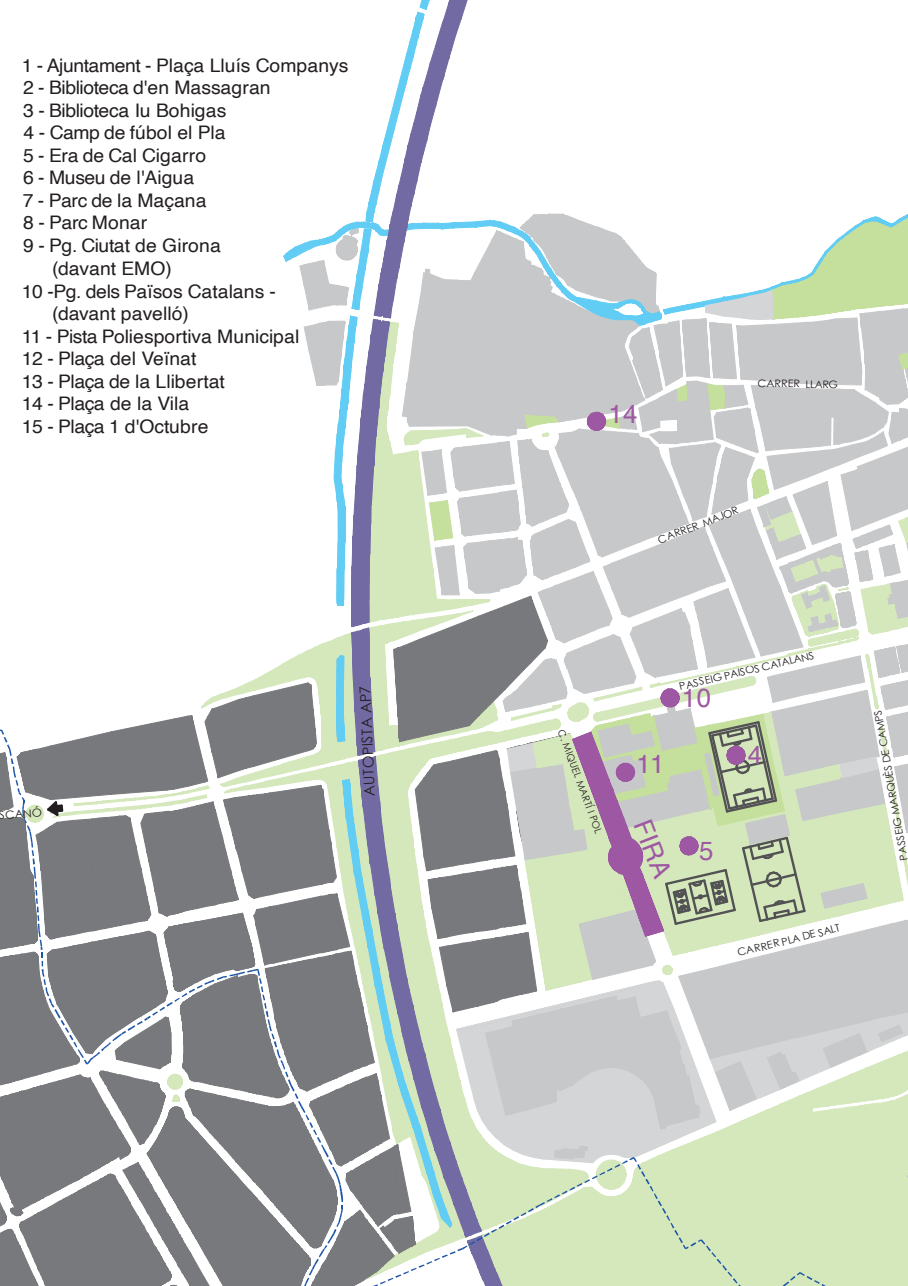 1 - Ajuntament - Plaça Lluís Companys
2 - Biblioteca d'en Massagran
3 - Biblioteca Iu Bohigas
4 - Camp de fúbol el Pla
5 - Era de Cal Cigarro
6 - Museu de l'Aigua
7 - Parc de la Maçana
8 - Parc Monar
9 - Pg. Ciutat de Girona
(davant EMO)
10 -Pg. dels Països Catalans -
(davant pavelló)
11 - Pista Poliesportiva Municipal
12 - Plaça del Veïnat
13 - Plaça de la Llibertat
14 - Plaça de la Vila
15 - Plaça 1 d'Octubre
CARRER LLARG
14
CARRER MAJOR
PASSEIG PAÏSOS CATALANS
10
AUTOPISTA AP7
C. MIQUEL MARTÍ I POL
11
4
PASSEIG MARQUÈS DE CAMPS
SCANÓ
FIRA
5
CARRER PLA DE SALT